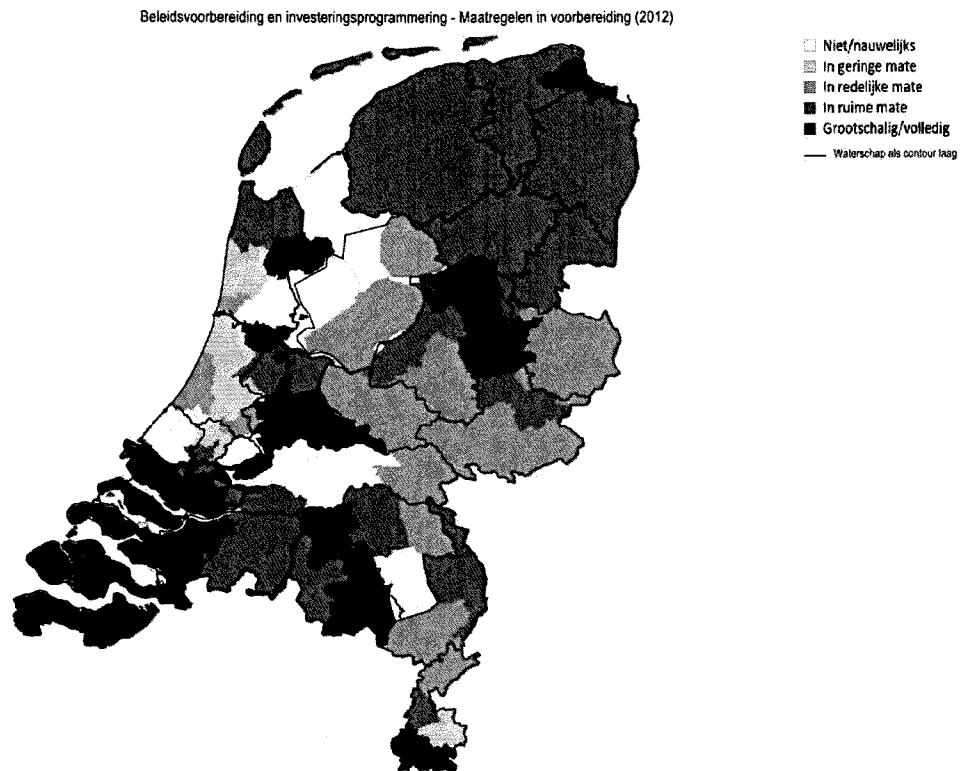 Beleidsvoorbereiding en investeringsprogrammering - Maatregelen in voorbereiding (2012)
Niet/nauwelijks
In geringe mate
In redelijke mate
In ruime mate
Grootschalig/volledig
Waterschap als contour laag